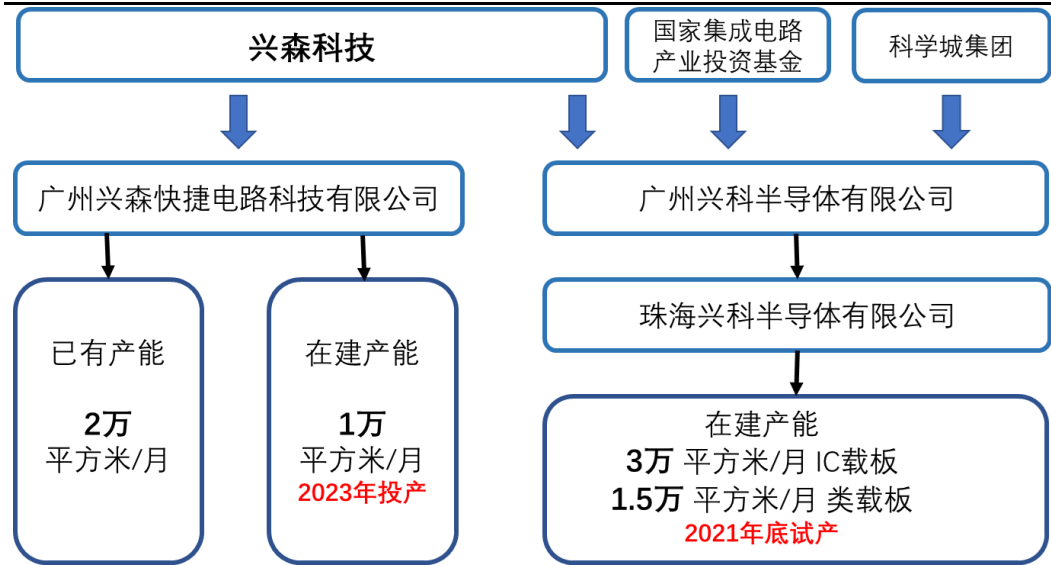 兴森科技
国家集成电路
产业投资基金
科学城集团
广州兴森快捷电路科技有限公司
广州兴科半导体有限公司
珠海兴科半导体有限公司
已有产能
2万
平方米/月
在建产能
1万
平方米/月
2023年投产
在建产能
3万 平方米/月 IC载板
1.5万 平方米/月 类载板
2021年底试产